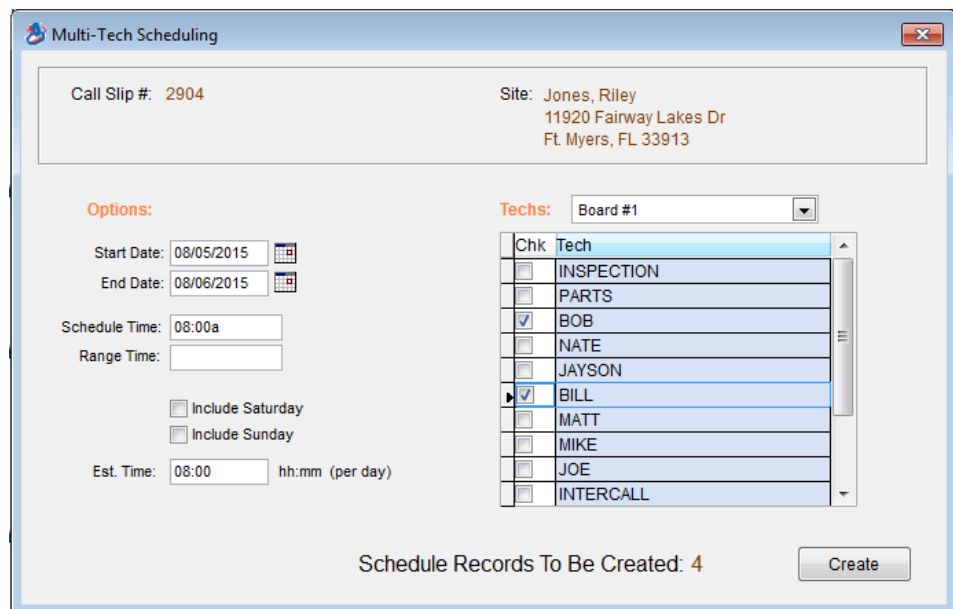 Multi-Tech Scheduling
Call Slip #: 2904
Site: Jones, Riley
11920 Fairway Lakes Dr
Ft. Myers, FL 33913
Options:
Start Date: 08/05/2015
End Date: 08/06/2015
Schedule Time: 08:00a
Range Time:
Include Saturday
Include Sunday
Est. Time: 08:00 hh:mm (per day)
Techs: Board #1
Chk Tech
INSPECTION
PARTS
BOB
NATE
JAYSON
BILL
MATT
MIKE
JOE
INTERCALL
Schedule Records To Be Created: 4
Create